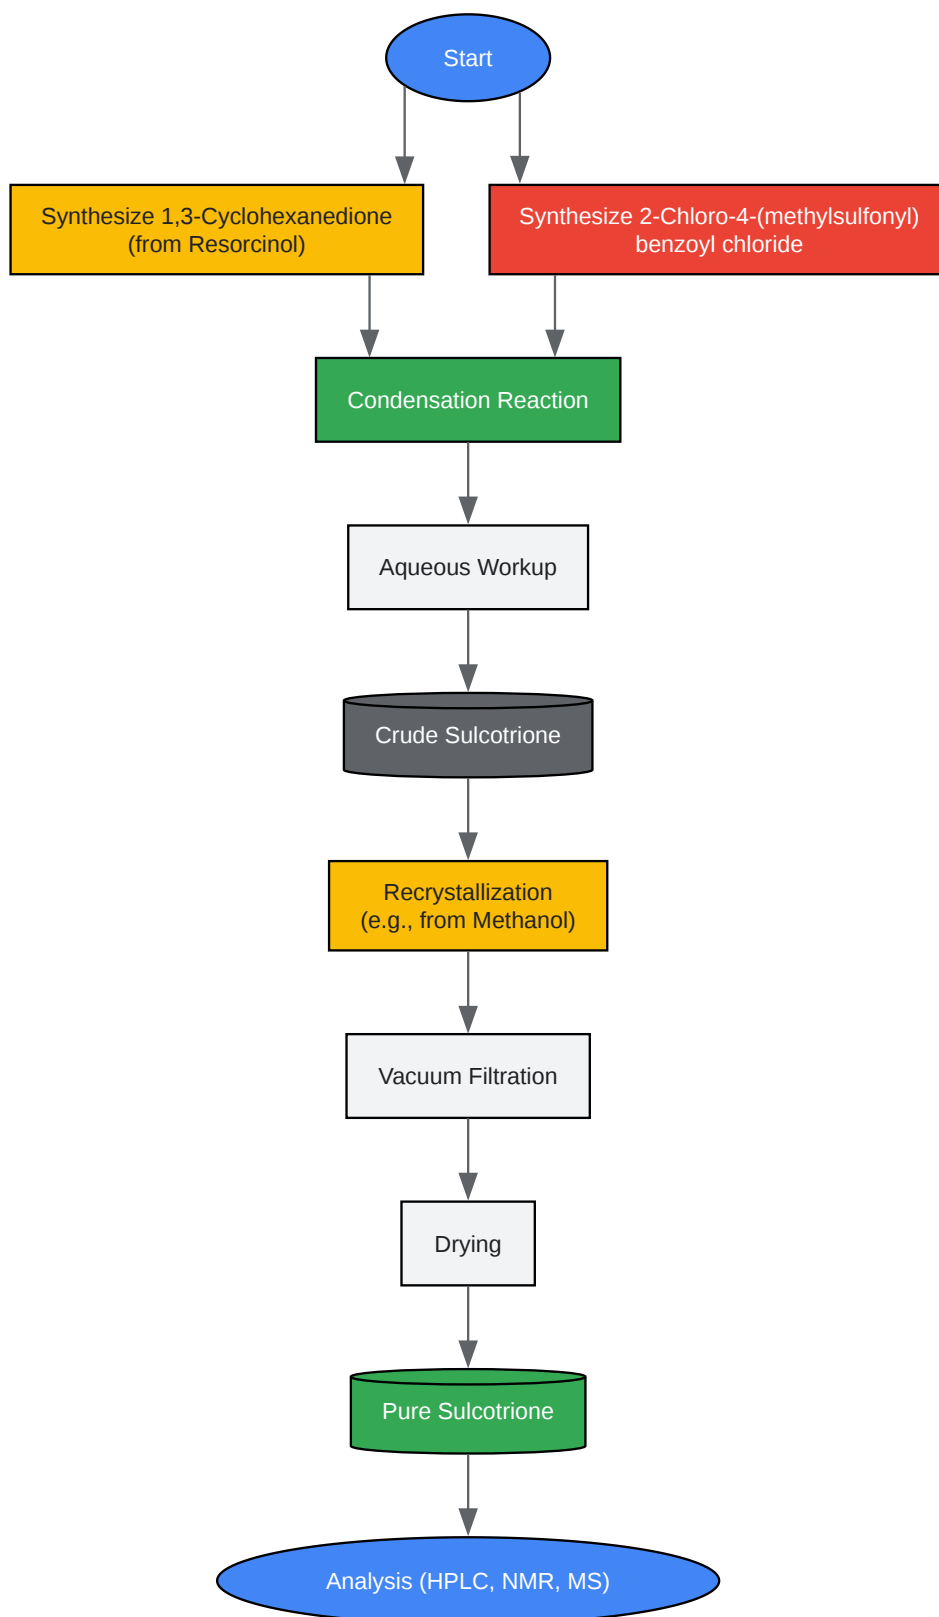 Start
Synthesize 1,3-Cyclohexanedione
(from Resorcinol)
Synthesize 2-Chloro-4-(methylsulfonyl)
benzoyl chloride
Condensation Reaction
Aqueous Workup
Crude Sulcotrione
Recrystallization
(e.g., from Methanol)
Vacuum Filtration
Drying
Pure Sulcotrione
Analysis (HPLC, NMR, MS)